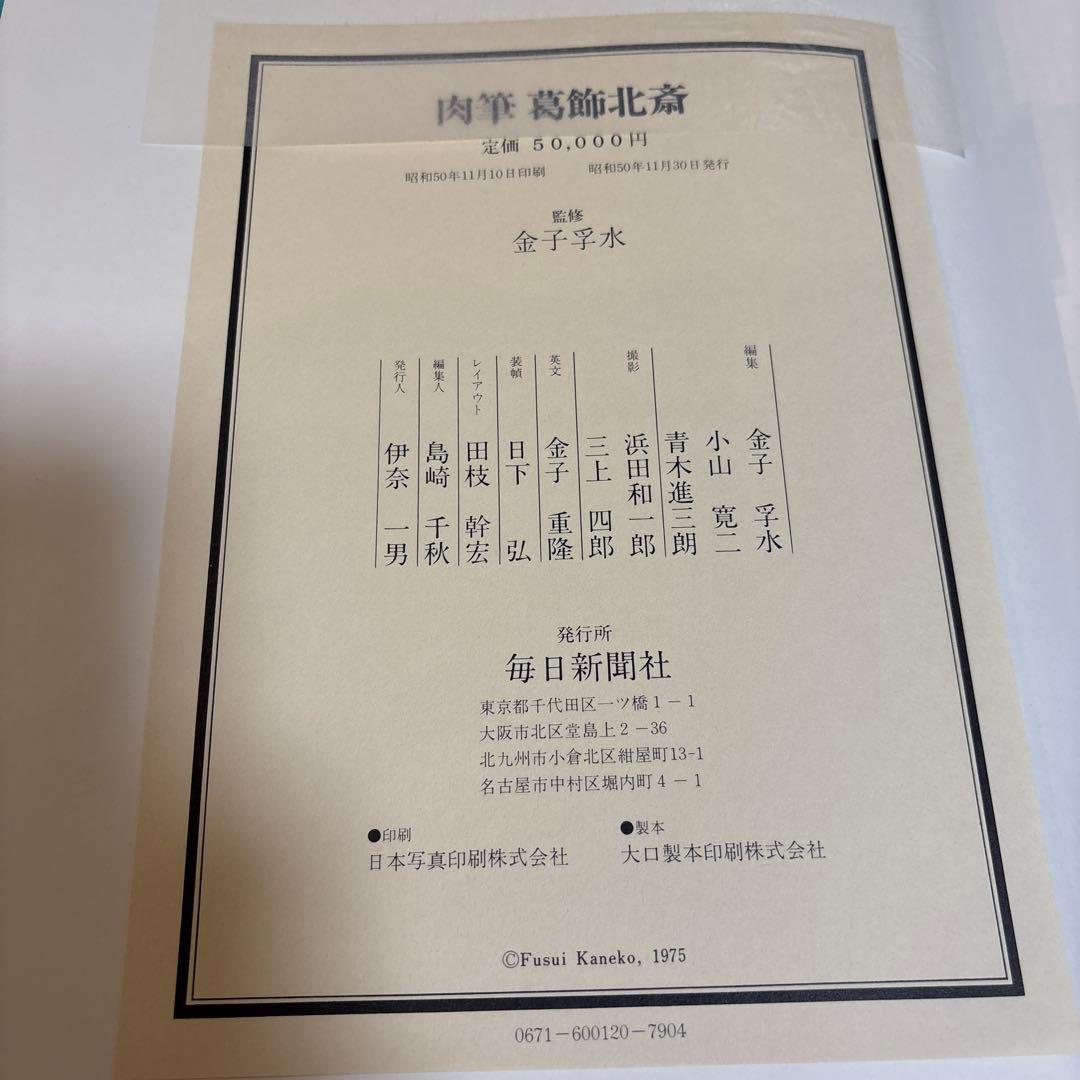 肉筆 葛飾北斎
定価 50,000円
昭和50年11月10日印刷　昭和50年11月30日発行
監修
金子孚水
編集　金子　孚水
小山　寛二
青木進三朗
撮影　浜田和一郎
三上　四郎
英文　金子　重隆
装幀　日下　弘
レイアウト　田枝　幹宏
編集人　島崎　千秋
発行人　伊奈　一男
発行所
毎日新聞社
東京都千代田区一ツ橋1－1
大阪市北区堂島上2－36
北九州市小倉北区紺屋町13-1
名古屋市中村区堀内町4－1
●印刷
日本写真印刷株式会社
●製本
大口製本印刷株式会社
©Fusui Kaneko, 1975
0671－600120－7904